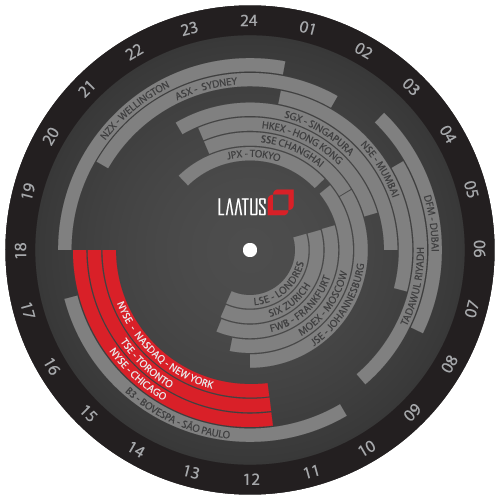 24
01
02
03
04
05
06
07
08
09
10
11
12
13
14
15
16
17
18
19
20
21
22
23
NZX - WELLINGTON
ASX - SYDNEY
SGX - SINGAPURA
HKEX - HONG KONG
SSE CHANGHAI
JPX - TOKYO
NSE - MUMBAI
DFM - DUBAI
TADAWUL RIYADH
LAATUS
LSE - LONDRES
SIX ZURICH
FWB - FRANKFURT
MOEX - MOSCOW
JSE - JOHANNESBURG
NYSE - NASDAQ - NEW YORK
TSE - TORONTO
NYSE - CHICAGO
B3 - BOVESPA - SÃO PAULO